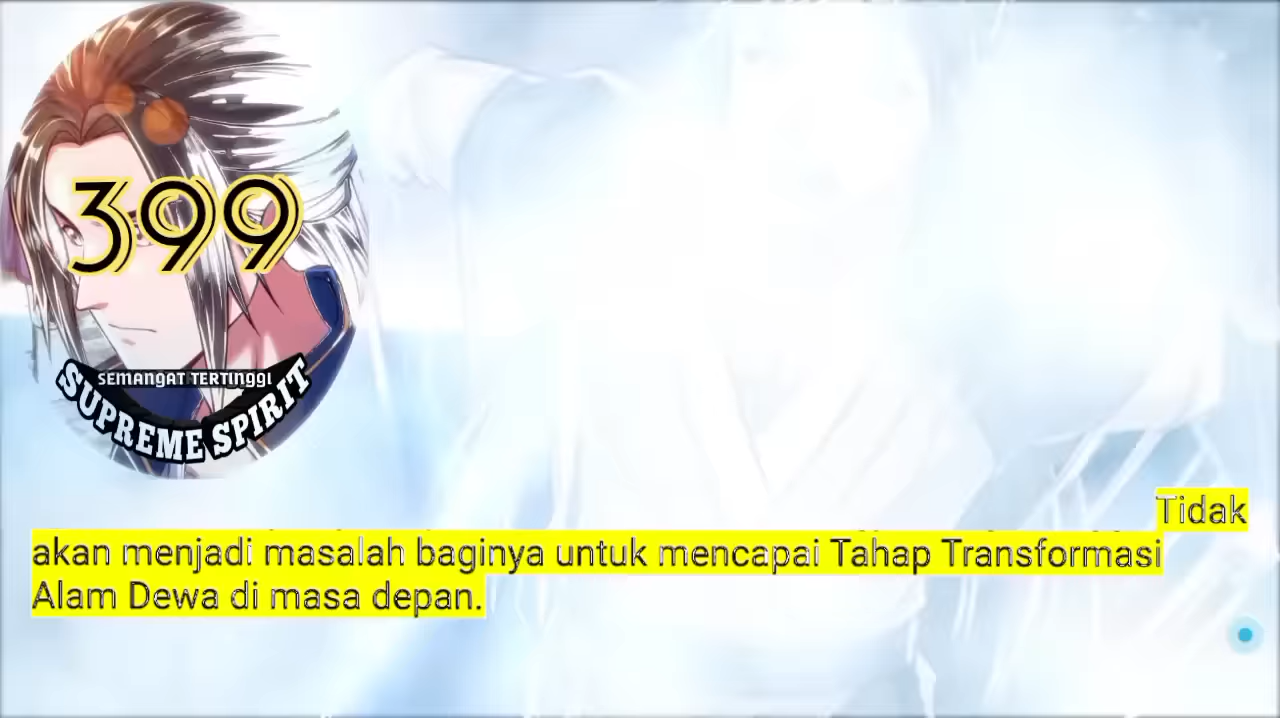 399
SEMANGAT TERTINGGI
SUPREME SPIRIT
Tidak
akan menjadi masalah baginya untuk mencapai Tahap Transformasi
Alam Dewa di masa depan.